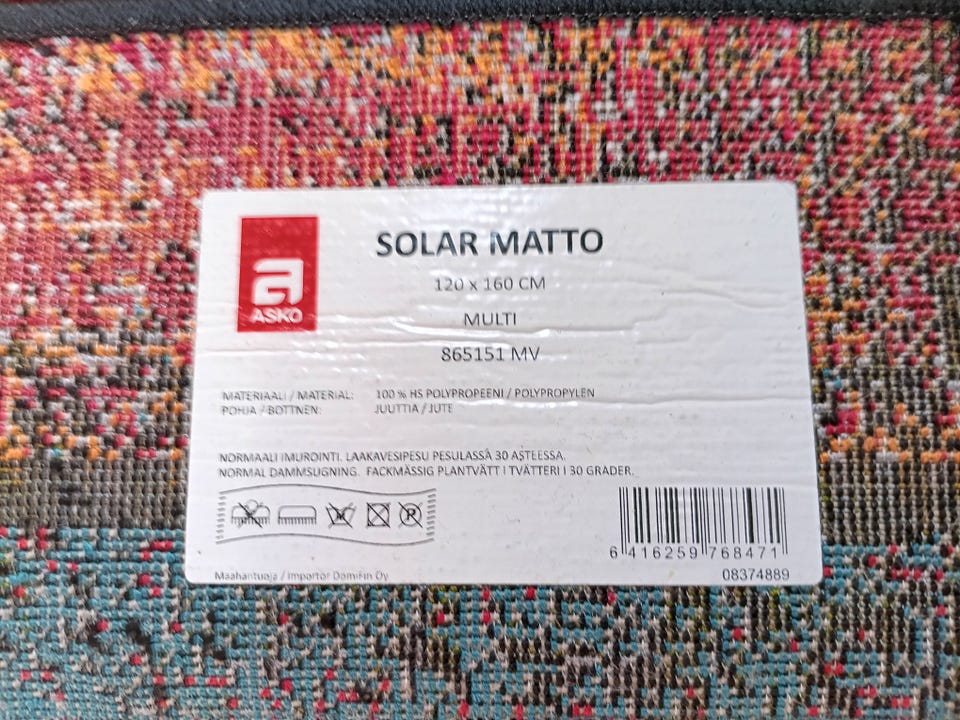 SOLAR MATTO
120 x 160 CM
MULTI
865151 MV
a
ASKO
MATERIAALI / MATERIAL: 100 % HS POLYPROPEENI / POLYPROPYLEN
POHJA / BOTTNEN: JUUTTIA / JUTE
NORMAALI IMUROINTI. LAAKAVESIPESU PESULASSA 30 ASTEESSA.
NORMAL DAMMSUGNING. FACKMÄSSIG PLANTVÄTT I TVÄTTERI I 30 GRADER.
P
6 416259 768471
Maahantuoja / Importör Domifin Oy
08374889